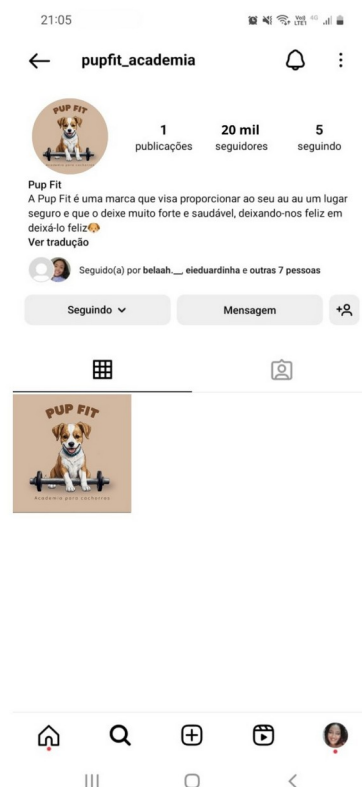 21:05
Vo))
4G
LTE1
pupfit_academia
PUP FIT
1
publicações
20 mil
seguidores
5
seguindo
Pup Fit
A Pup Fit é uma marca que visa proporcionar ao seu au au um lugar
seguro e que o deixe muito forte e saudável, deixando-nos feliz em
deixá-lo feliz🐶
Ver tradução
Seguido(a) por belaah.__, eieduardinha e outras 7 pessoas
Seguindo
Mensagem
PUP FIT
Academia para cachorros